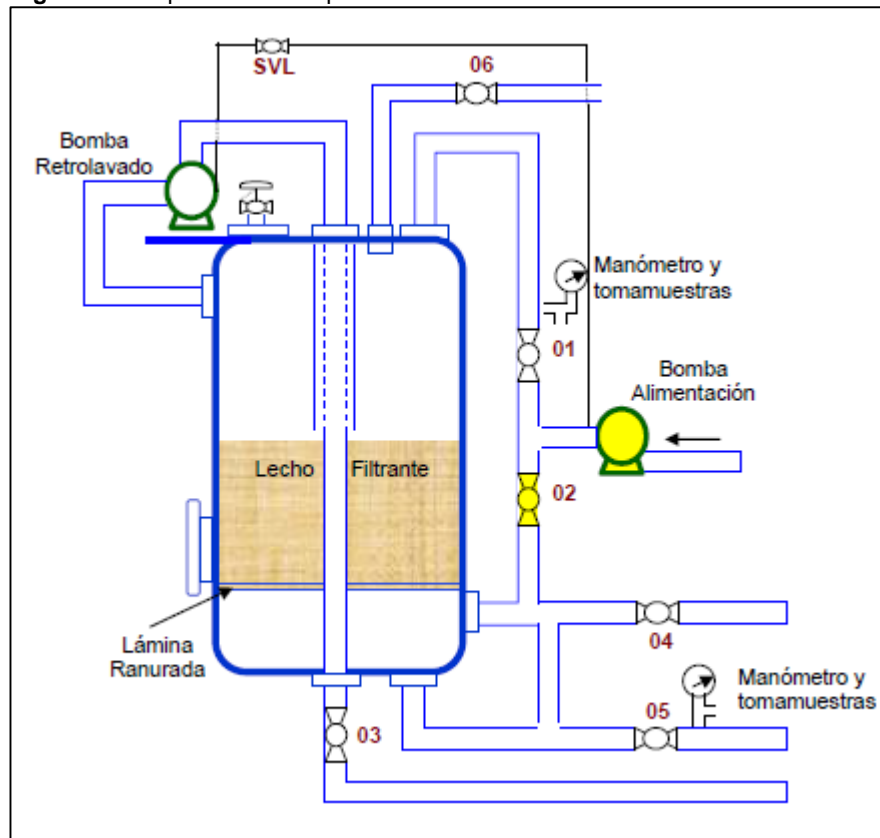 SVL
06
Bomba
Retrolavado
Manómetro y
tomamuestras
01
Bomba
Alimentación
Lecho Filtrante
02
Lámina
Ranurada
04
Manómetro y
tomamuestras
05
03